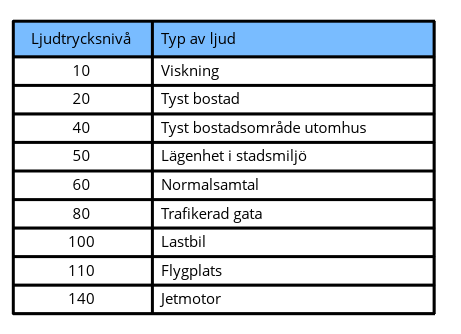 Ljudtrycksnivå Typ av ljud
10 Viskning
20 Tyst bostad
40 Tyst bostadsområde utomhus
50 Lägenhet i stadsmiljö
60 Normalsamtal
80 Trafikerad gata
100 Lastbil
110 Flygplats
140 Jetmotor